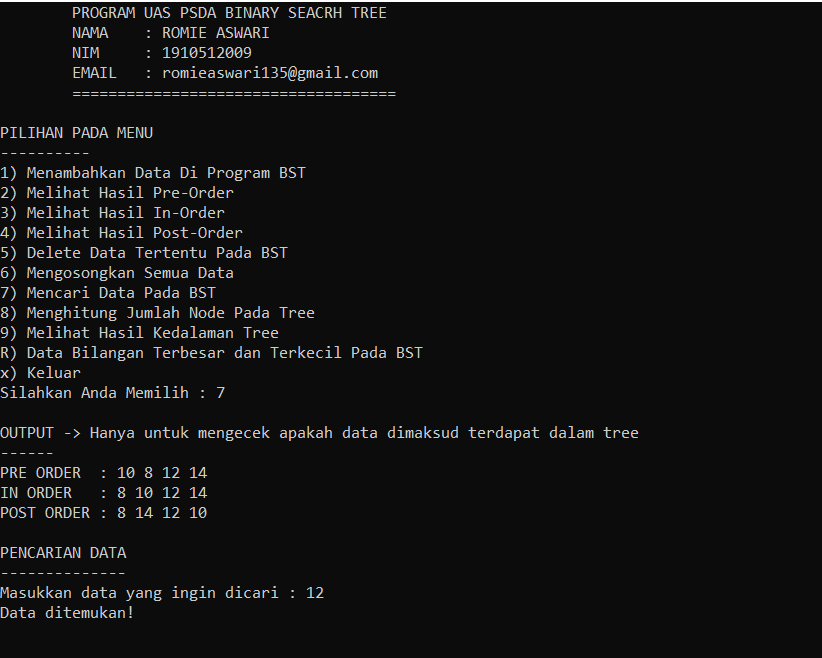 PROGRAM UAS PSDA BINARY SEACRH TREE
NAMA : ROMIE ASWARI
NIM : 1910512009
EMAIL : romieaswari135@gmail.com
====================================
PILIHAN PADA MENU
----------
1) Menambahkan Data Di Program BST
2) Melihat Hasil Pre-Order
3) Melihat Hasil In-Order
4) Melihat Hasil Post-Order
5) Delete Data Tertentu Pada BST
6) Mengosongkan Semua Data
7) Mencari Data Pada BST
8) Menghitung Jumlah Node Pada Tree
9) Melihat Hasil Kedalaman Tree
R) Data Bilangan Terbesar dan Terkecil Pada BST
x) Keluar
Silahkan Anda Memilih : 7
OUTPUT -> Hanya untuk mengecek apakah data dimaksud terdapat dalam tree
------
PRE ORDER : 10 8 12 14
IN ORDER : 8 10 12 14
POST ORDER : 8 14 12 10
PENCARIAN DATA
--------------
Masukkan data yang ingin dicari : 12
Data ditemukan!